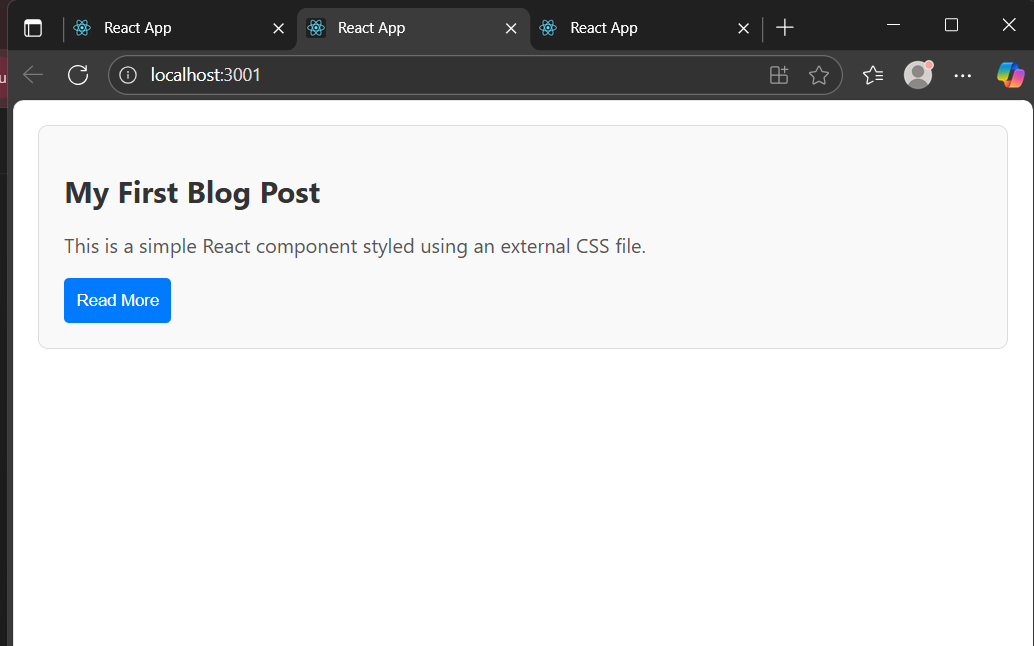 React App
React App
React App
localhost:3001
My First Blog Post
This is a simple React component styled using an external CSS file.
Read More